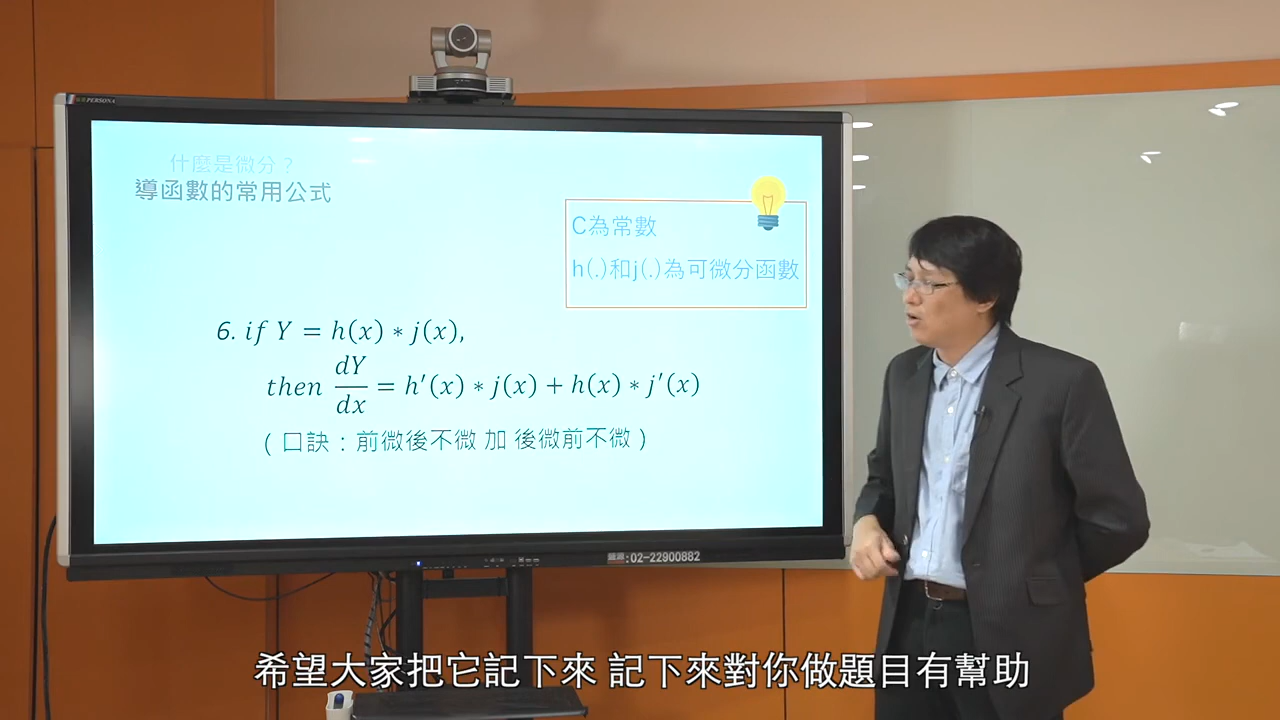 PERSONA
什麼是微分？
導函數的常用公式
C為常數
h(.)和j(.)為可微分函數
6. if Y = h(x) ∗ j(x),
then dY/dx = h′(x) ∗ j(x) + h(x) ∗ j′(x)
( 口訣：前微後不微 加 後微前不微 )
:02-22900882
希望大家把它記下來 記下來對你做題目有幫助